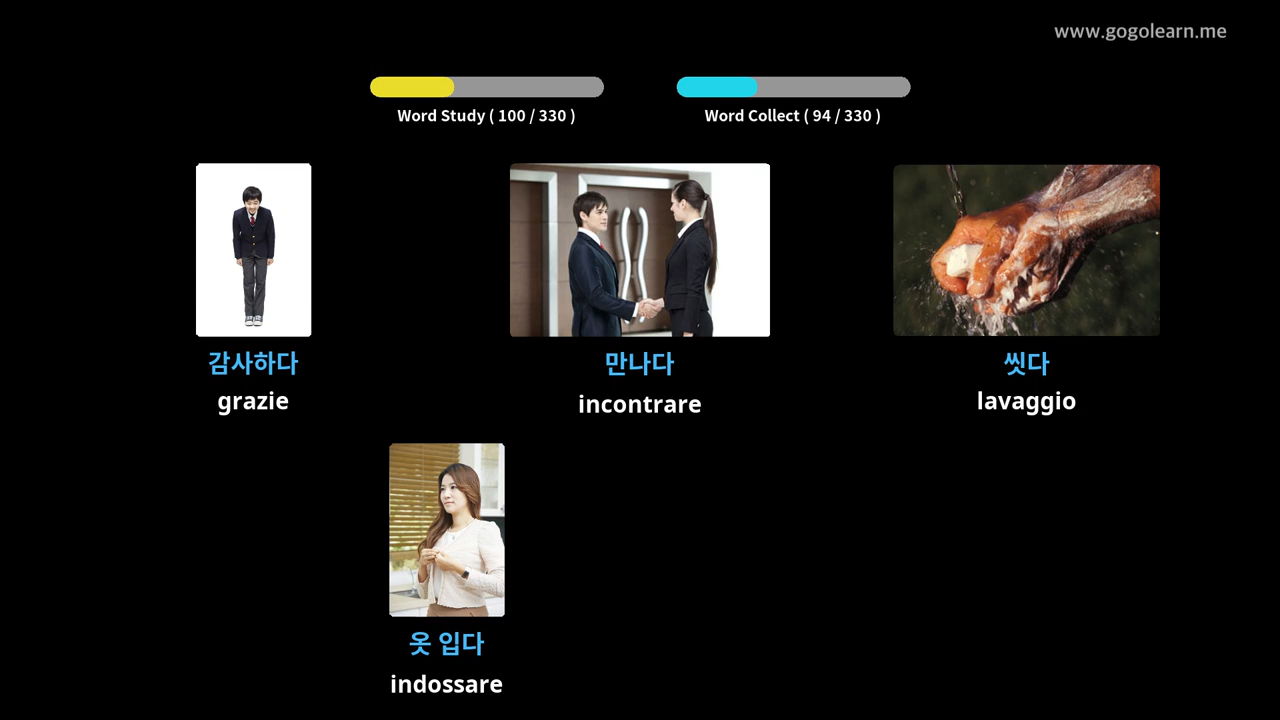 www.gogolearn.me
Word Study ( 100 / 330 )
Word Collect ( 94 / 330 )
감사하다
grazie
만나다
incontrare
씻다
lavaggio
옷 입다
indossare